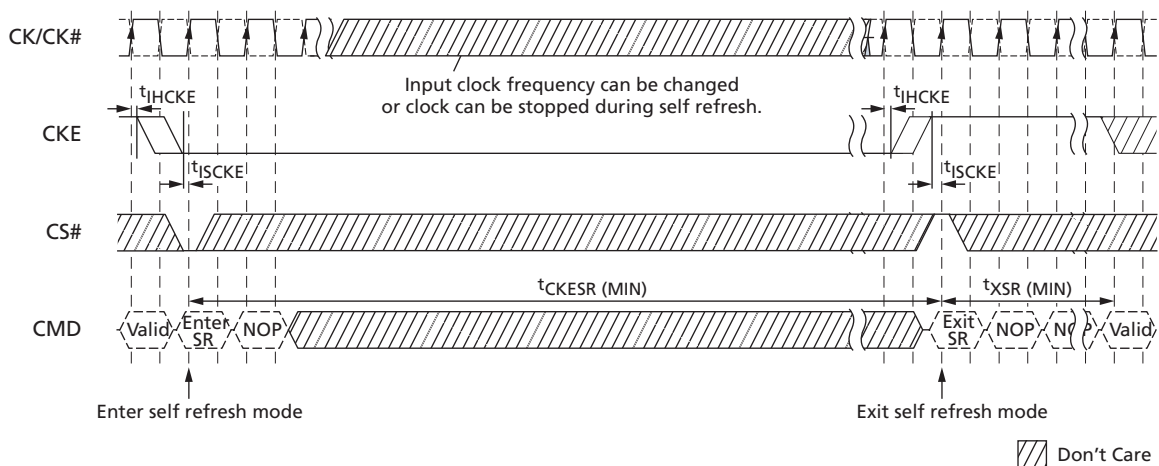 CK/CK#
Input clock frequency can be changed
or clock can be stopped during self refresh.
tIHCKE
tIHCKE
CKE
tISCKE
tISCKE
CS#
tCKESR (MIN)
tXSR (MIN)
CMD
Valid
Enter
SR
NOP
Exit
SR
NOP
NOP
Valid
Enter self refresh mode
Exit self refresh mode
Don't Care